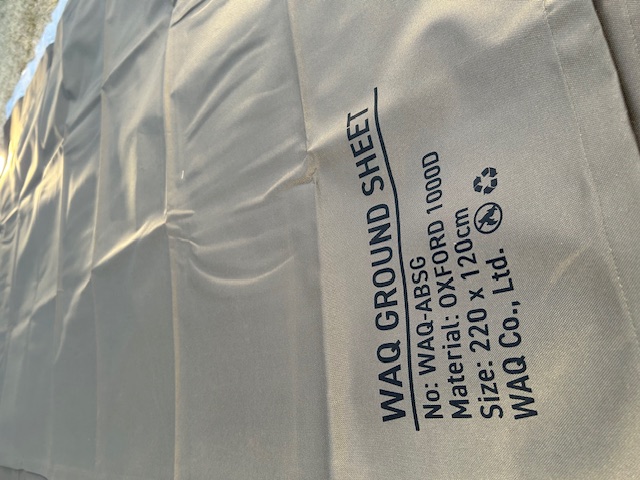 WAQ GROUND SHEET
No: WAQ-ABSG
Material: OXFORD 1000D
Size: 220 x 120cm
WAQ Co., Ltd.